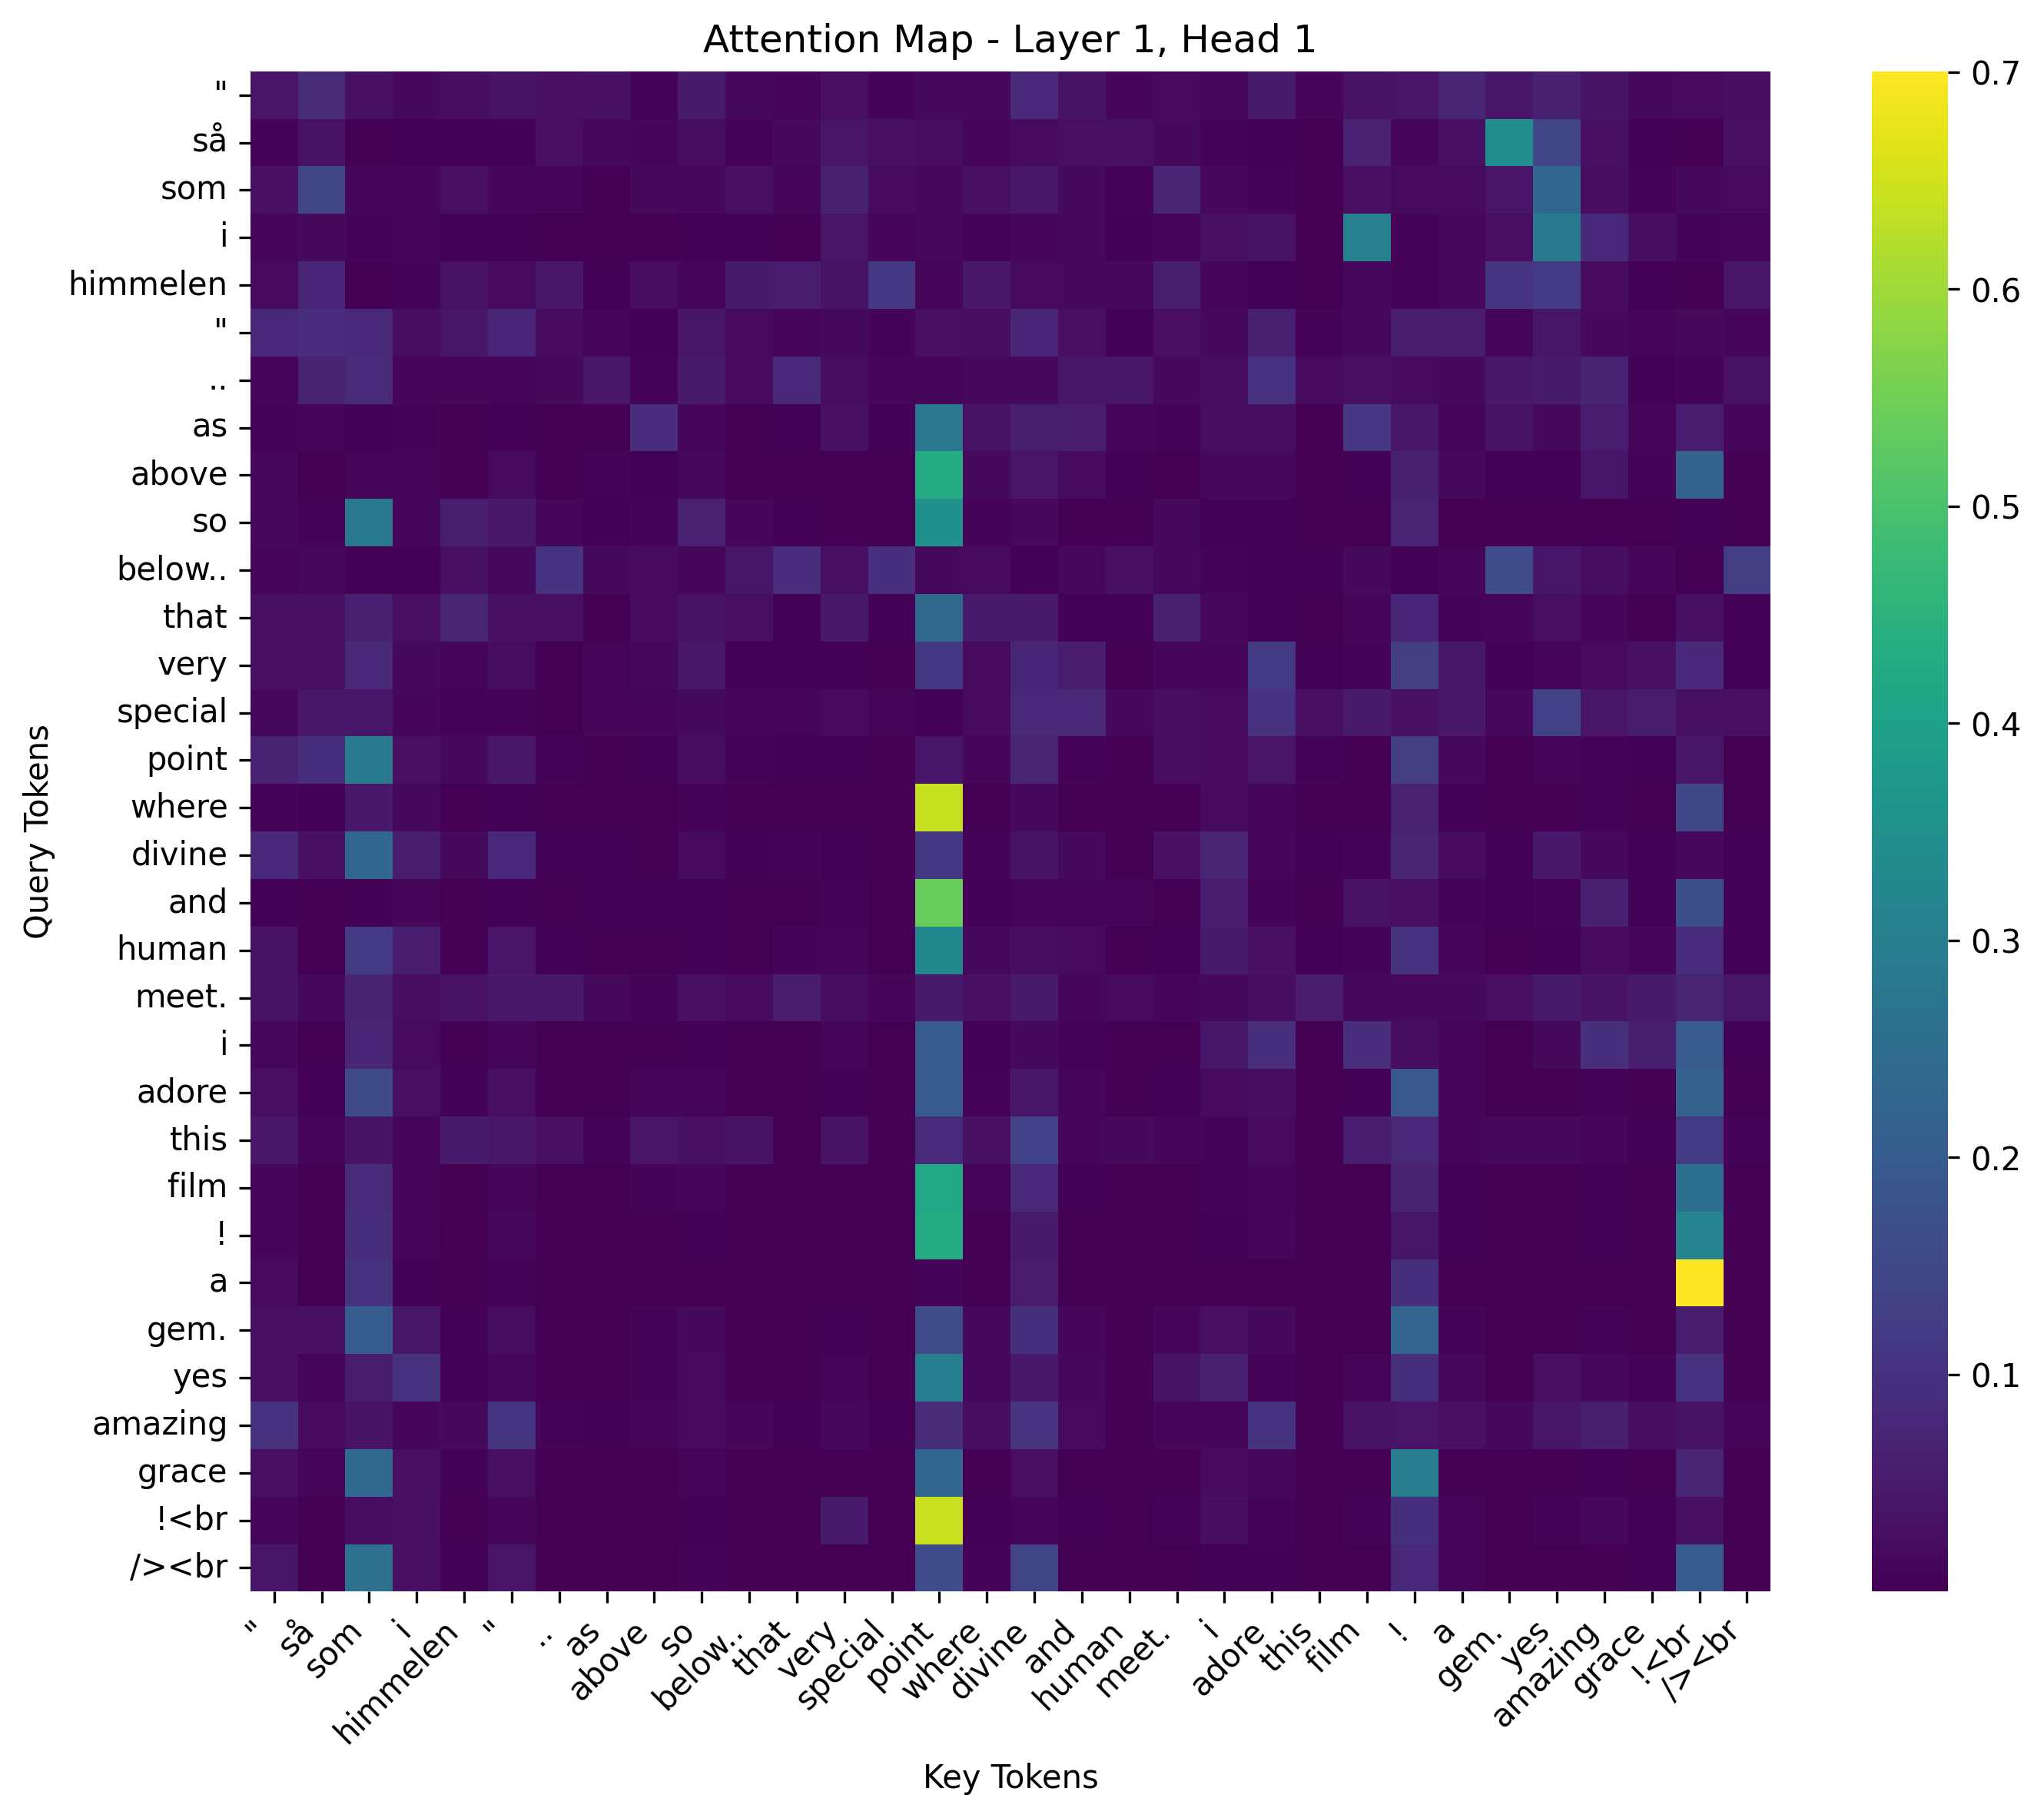 Attention Map - Layer 1, Head 1
Query Tokens
"
så
som
i
himmelen
"
..
as
above
so
below..
that
very
special
point
where
divine
and
human
meet.
i
adore
this
film
!
a
gem.
yes
amazing
grace
!<br
/><br
" så som i himmelen " .. as above so below.. that very special point where divine and human meet. i adore this film ! a gem. yes amazing grace !<br /><br
Key Tokens
0.7
0.6
0.5
0.4
0.3
0.2
0.1